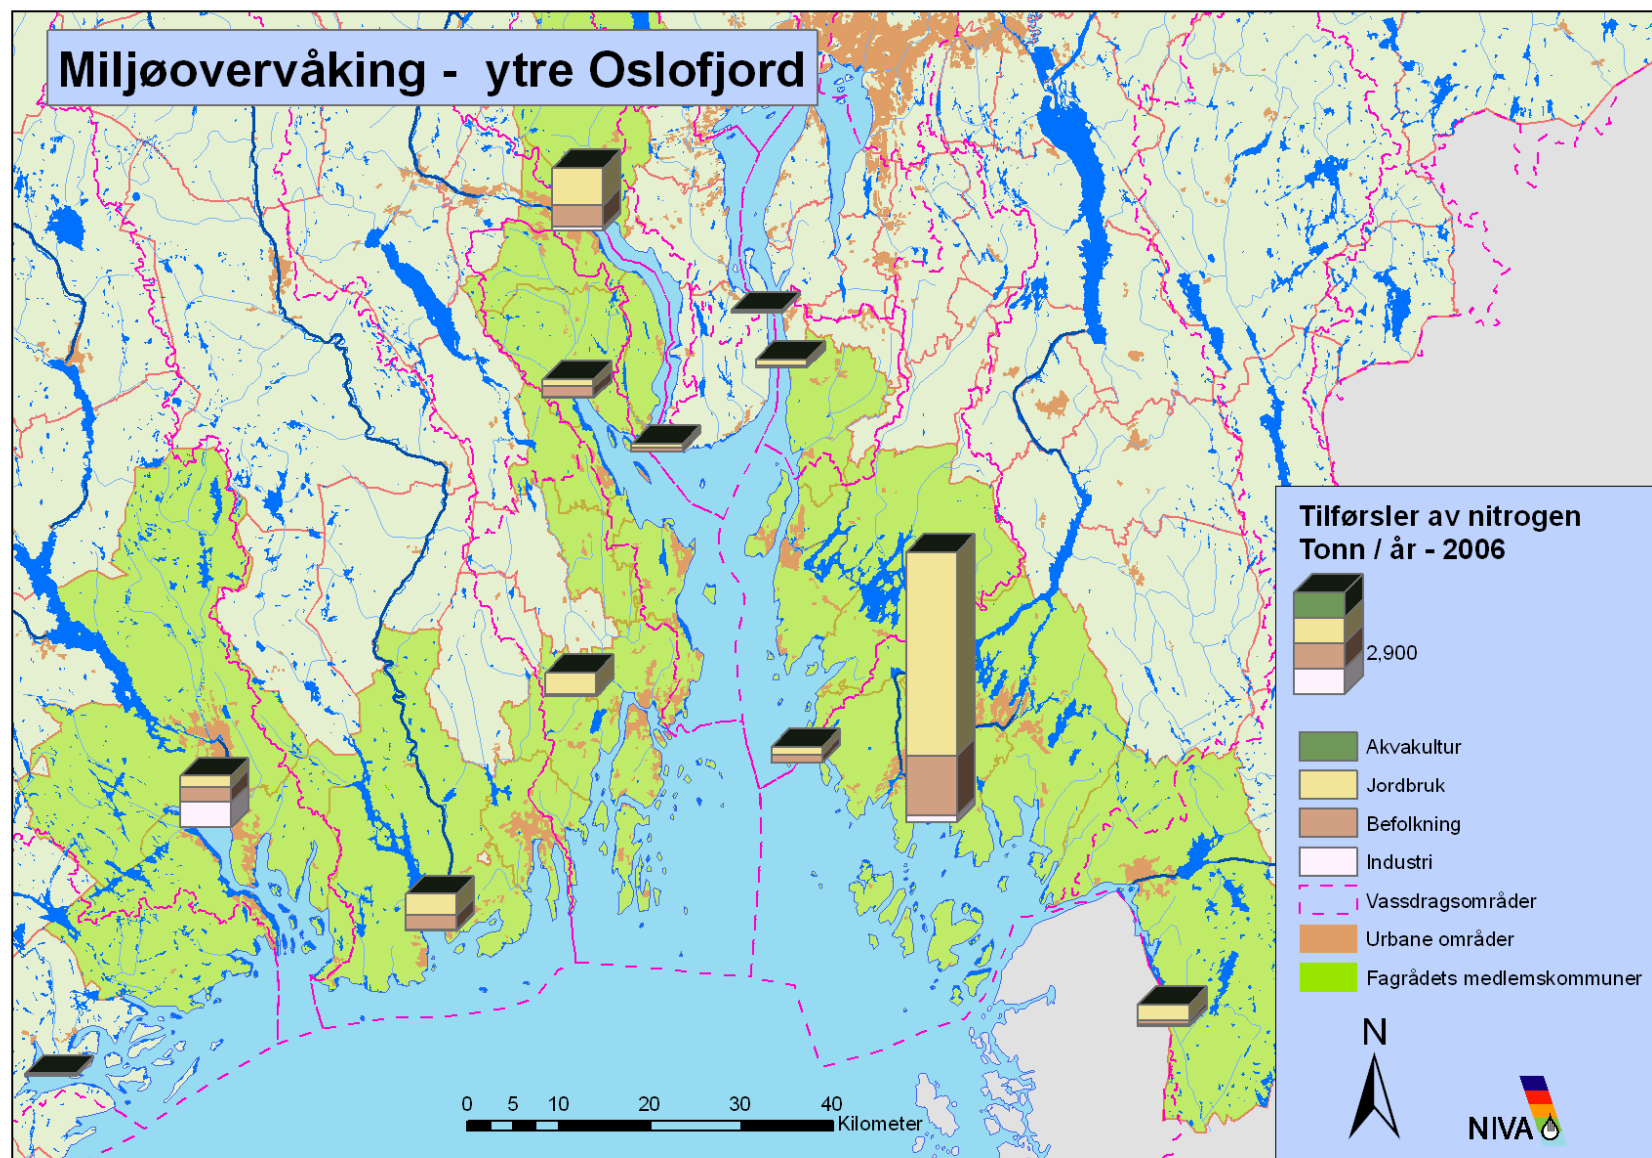 Miljøovervåking - ytre Oslofjord
Tilførsler av nitrogen
Tonn / år - 2006
2,900
Akvakultur
Jordbruk
Befolkning
Industri
Vassdragsområder
Urbane områder
Fagrådets medlemskommuner
N
NIVA
0 5 10 20 30 40
Kilometer